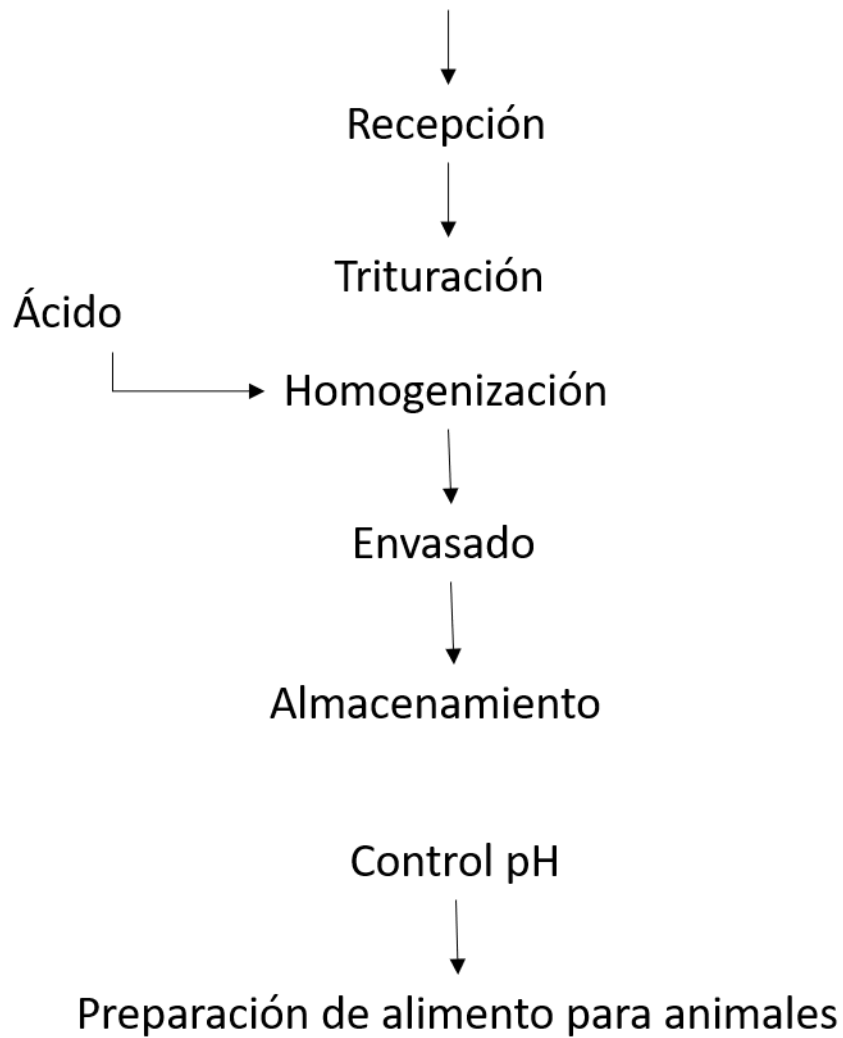 Recepción
Trituración
Ácido
Homogenización
Envasado
Almacenamiento
Control pH
Preparación de alimento para animales